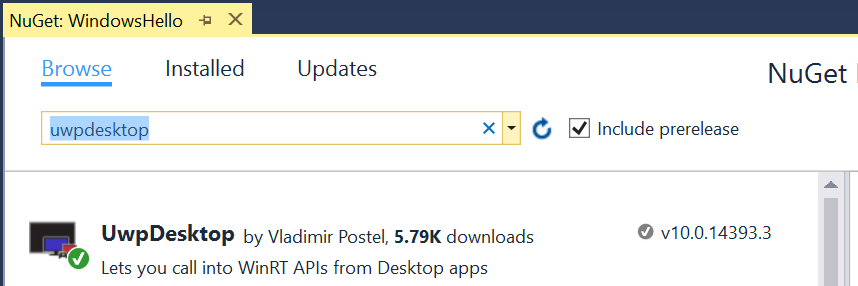 NuGet: WindowsHello
Browse Installed Updates
NuGet
uwpdesktop
Include prerelease
UwpDesktop by Vladimir Postel, 5.79K downloads
v10.0.14393.3
Lets you call into WinRT APIs from Desktop apps